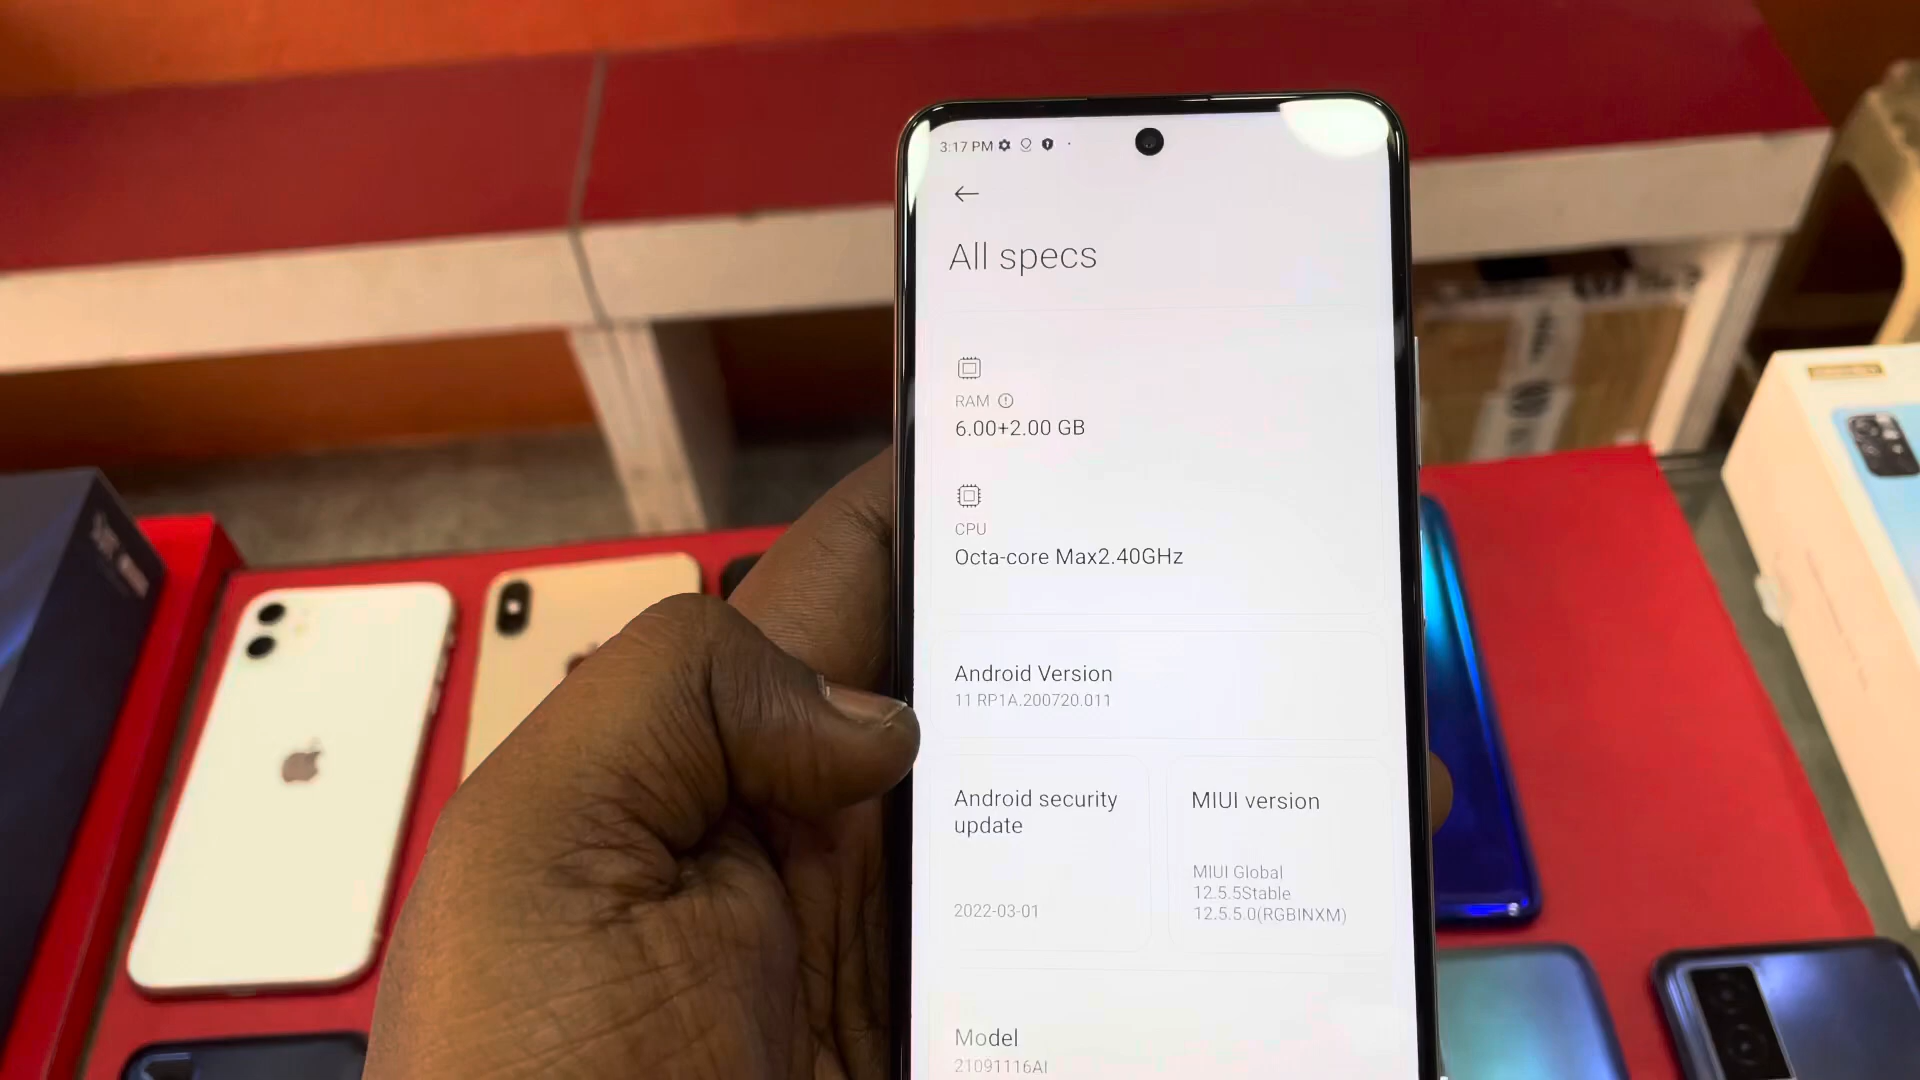 3:17 PM
All specs
RAM
6.00+2.00 GB
CPU
Octa-core Max2.40GHz
Android Version
11 RP1A.200720.011
Android security
update
2022-03-01
MIUI version
MIUI Global
12.5.5Stable
12.5.5.0(RGBINXM)
Model
21091116AI